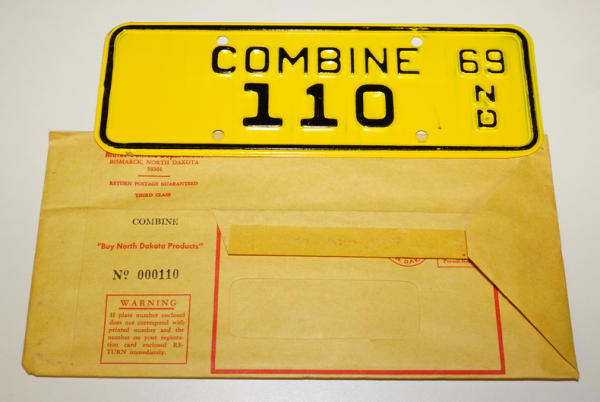 COMBINE 69
110 ND
BISMARCK, NORTH DAKOTA
58501
RETURN POSTAGE GUARANTEED
THIRD CLASS
COMBINE
"Buy North Dakota Products"
Nº 000110
WARNING
If plate number enclosed
does not correspond with
printed number and the
number on your registra-
tion card enclosed RE-
TURN immediately.